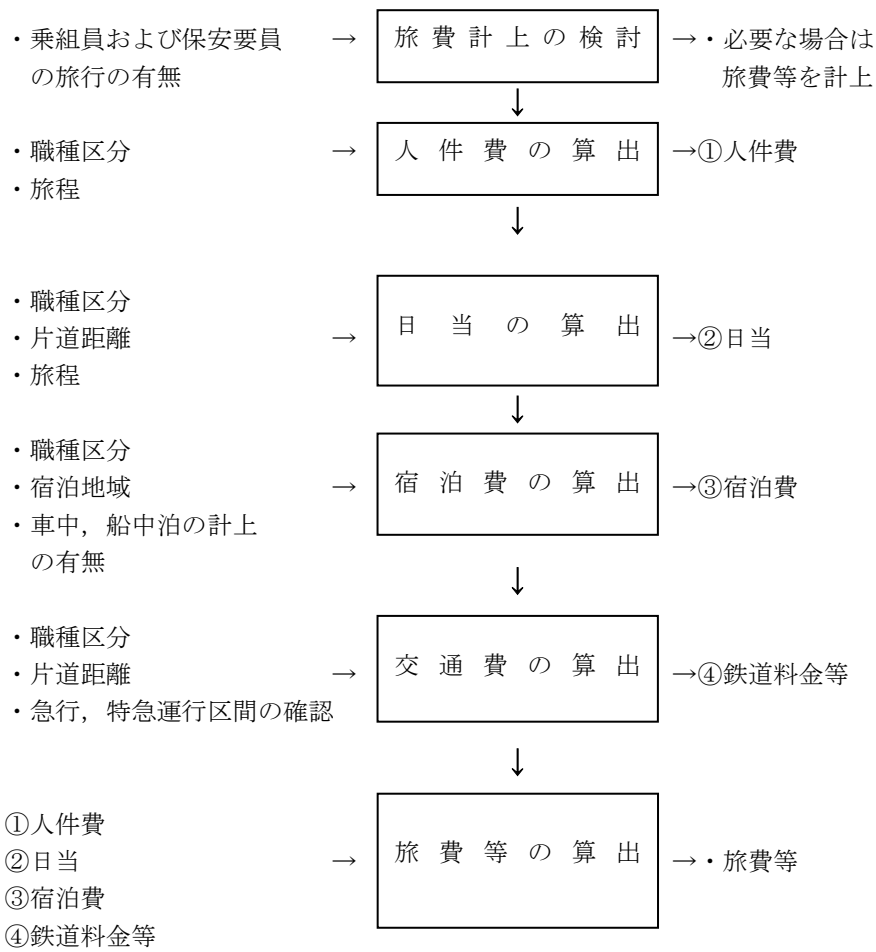 ・乗組員および保安要員 → 旅費計上の検討 →・必要な場合は
の旅行の有無 旅費等を計上
↓
・職種区分 → 人件費の算出 →①人件費
・旅程
↓
・職種区分
・片道距離 → 日当の算出 →②日当
・旅程
↓
・職種区分
・宿泊地域 → 宿泊費の算出 →③宿泊費
・車中，船中泊の計上
の有無
↓
・職種区分
・片道距離 → 交通費の算出 →④鉄道料金等
・急行，特急運行区間の確認
↓
①人件費
②日当 → 旅費等の算出 →・旅費等
③宿泊費
④鉄道料金等